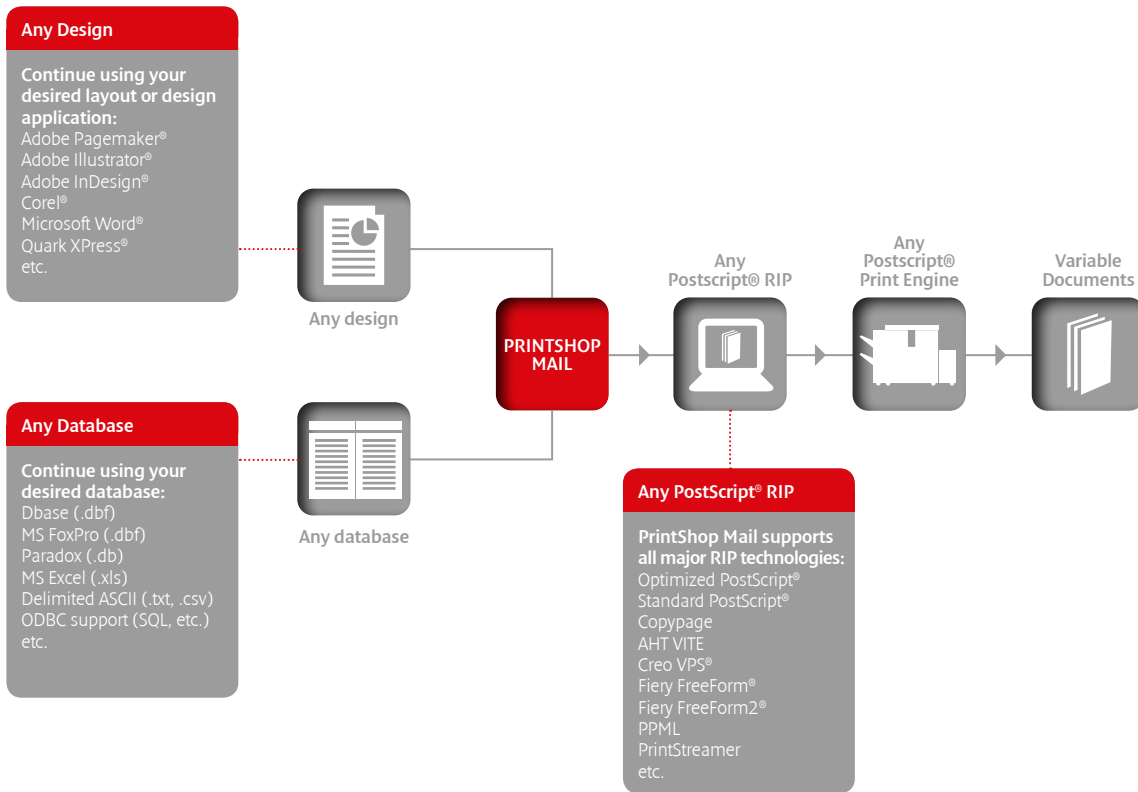 Any Design
Continue using your
desired layout or design
application:
Adobe Pagemaker®
Adobe Illustrator®
Adobe InDesign®
Corel®
Microsoft Word®
Quark XPress®
etc.
Any design
Any Database
Continue using your
desired database:
Dbase (.dbf)
MS FoxPro (.dbf)
Paradox (.db)
MS Excel (.xls)
Delimited ASCII (.txt, .csv)
ODBC support (SQL, etc.)
etc.
Any database
PRINTSHOP
MAIL
Any
Postscript® RIP
Any
Postscript®
Print Engine
Variable
Documents
Any PostScript® RIP
PrintShop Mail supports
all major RIP technologies:
Optimized PostScript®
Standard PostScript®
Copypage
AHT VITE
Creo VPS®
Fiery FreeForm®
Fiery FreeForm2®
PPML
PrintStreamer
etc.